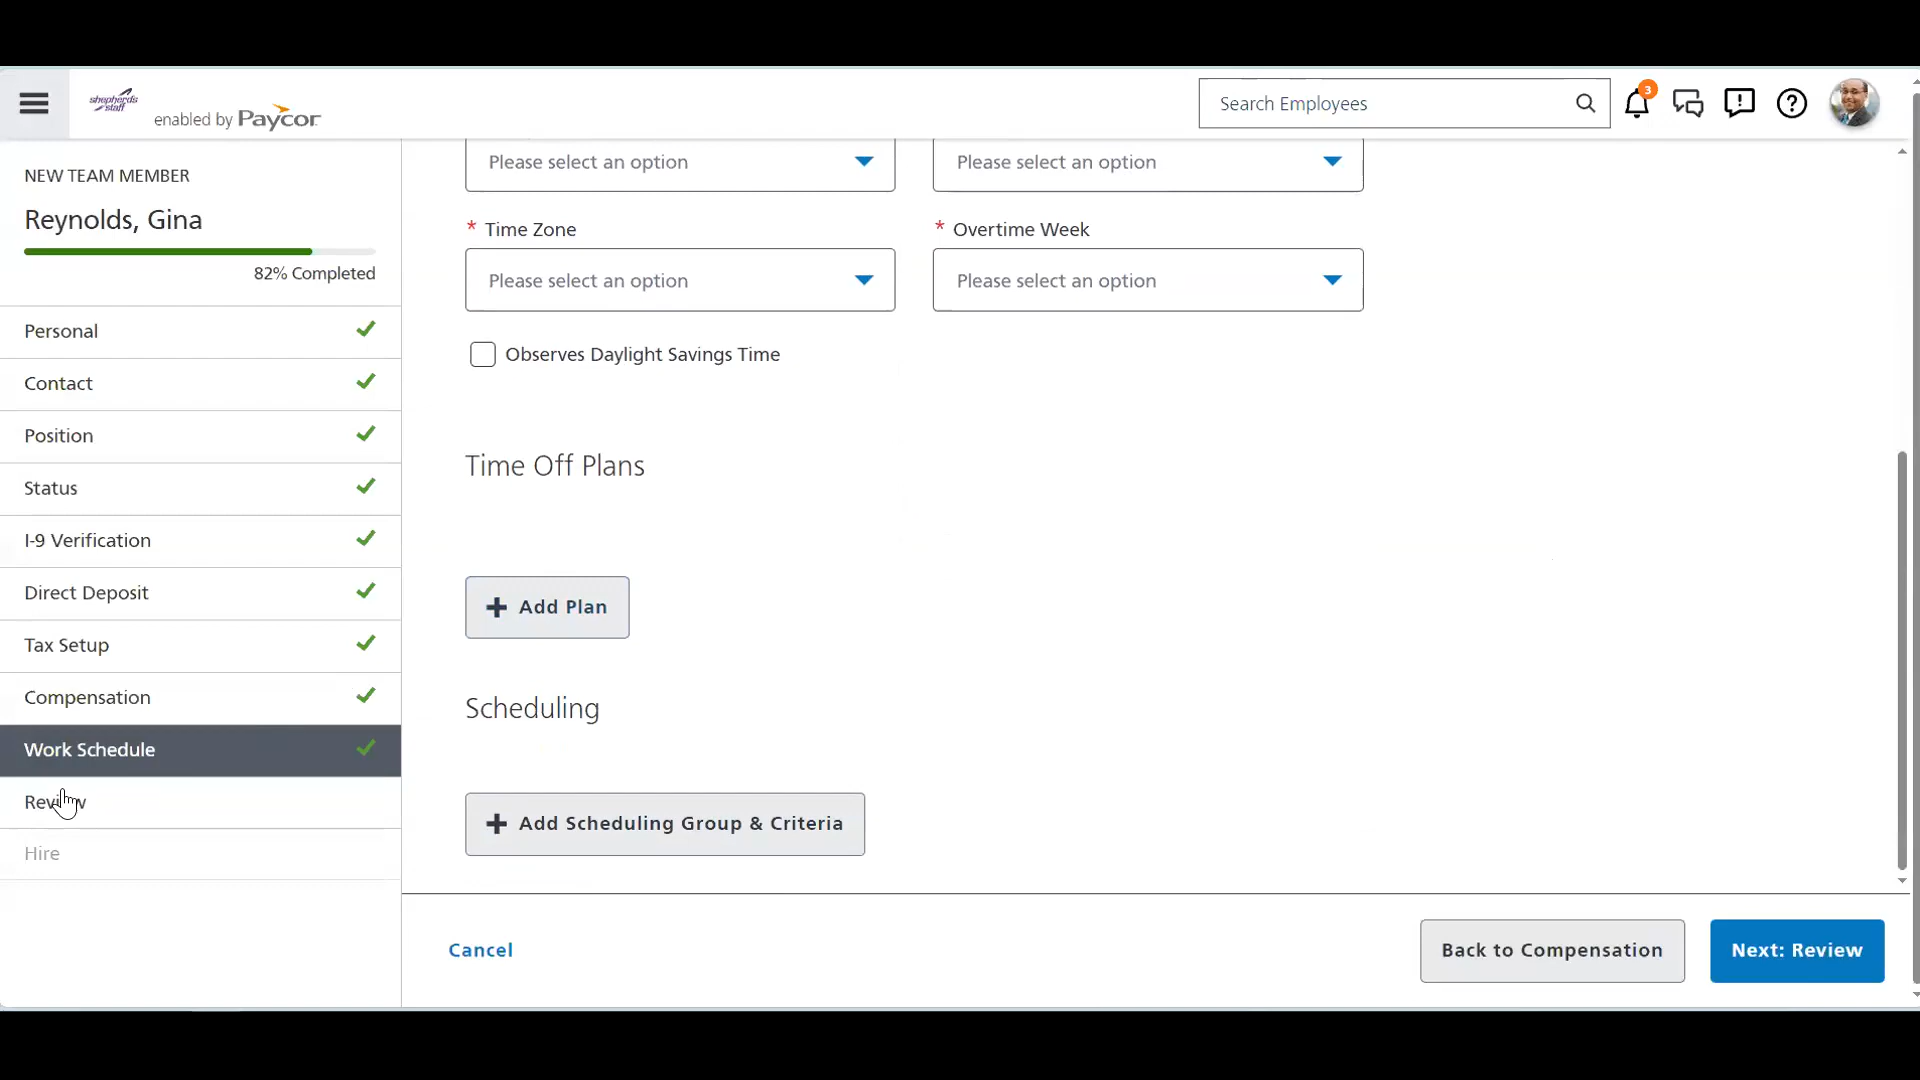 shepherds
staff
enabled by Paycor
Search Employees
3
NEW TEAM MEMBER
Reynolds, Gina
82% Completed
Personal
Contact
Position
Status
I-9 Verification
Direct Deposit
Tax Setup
Compensation
Work Schedule
Review
Hire
Please select an option
Please select an option
* Time Zone
* Overtime Week
Please select an option
Please select an option
Observes Daylight Savings Time
Time Off Plans
+ Add Plan
Scheduling
+ Add Scheduling Group & Criteria
Cancel
Back to Compensation
Next: Review